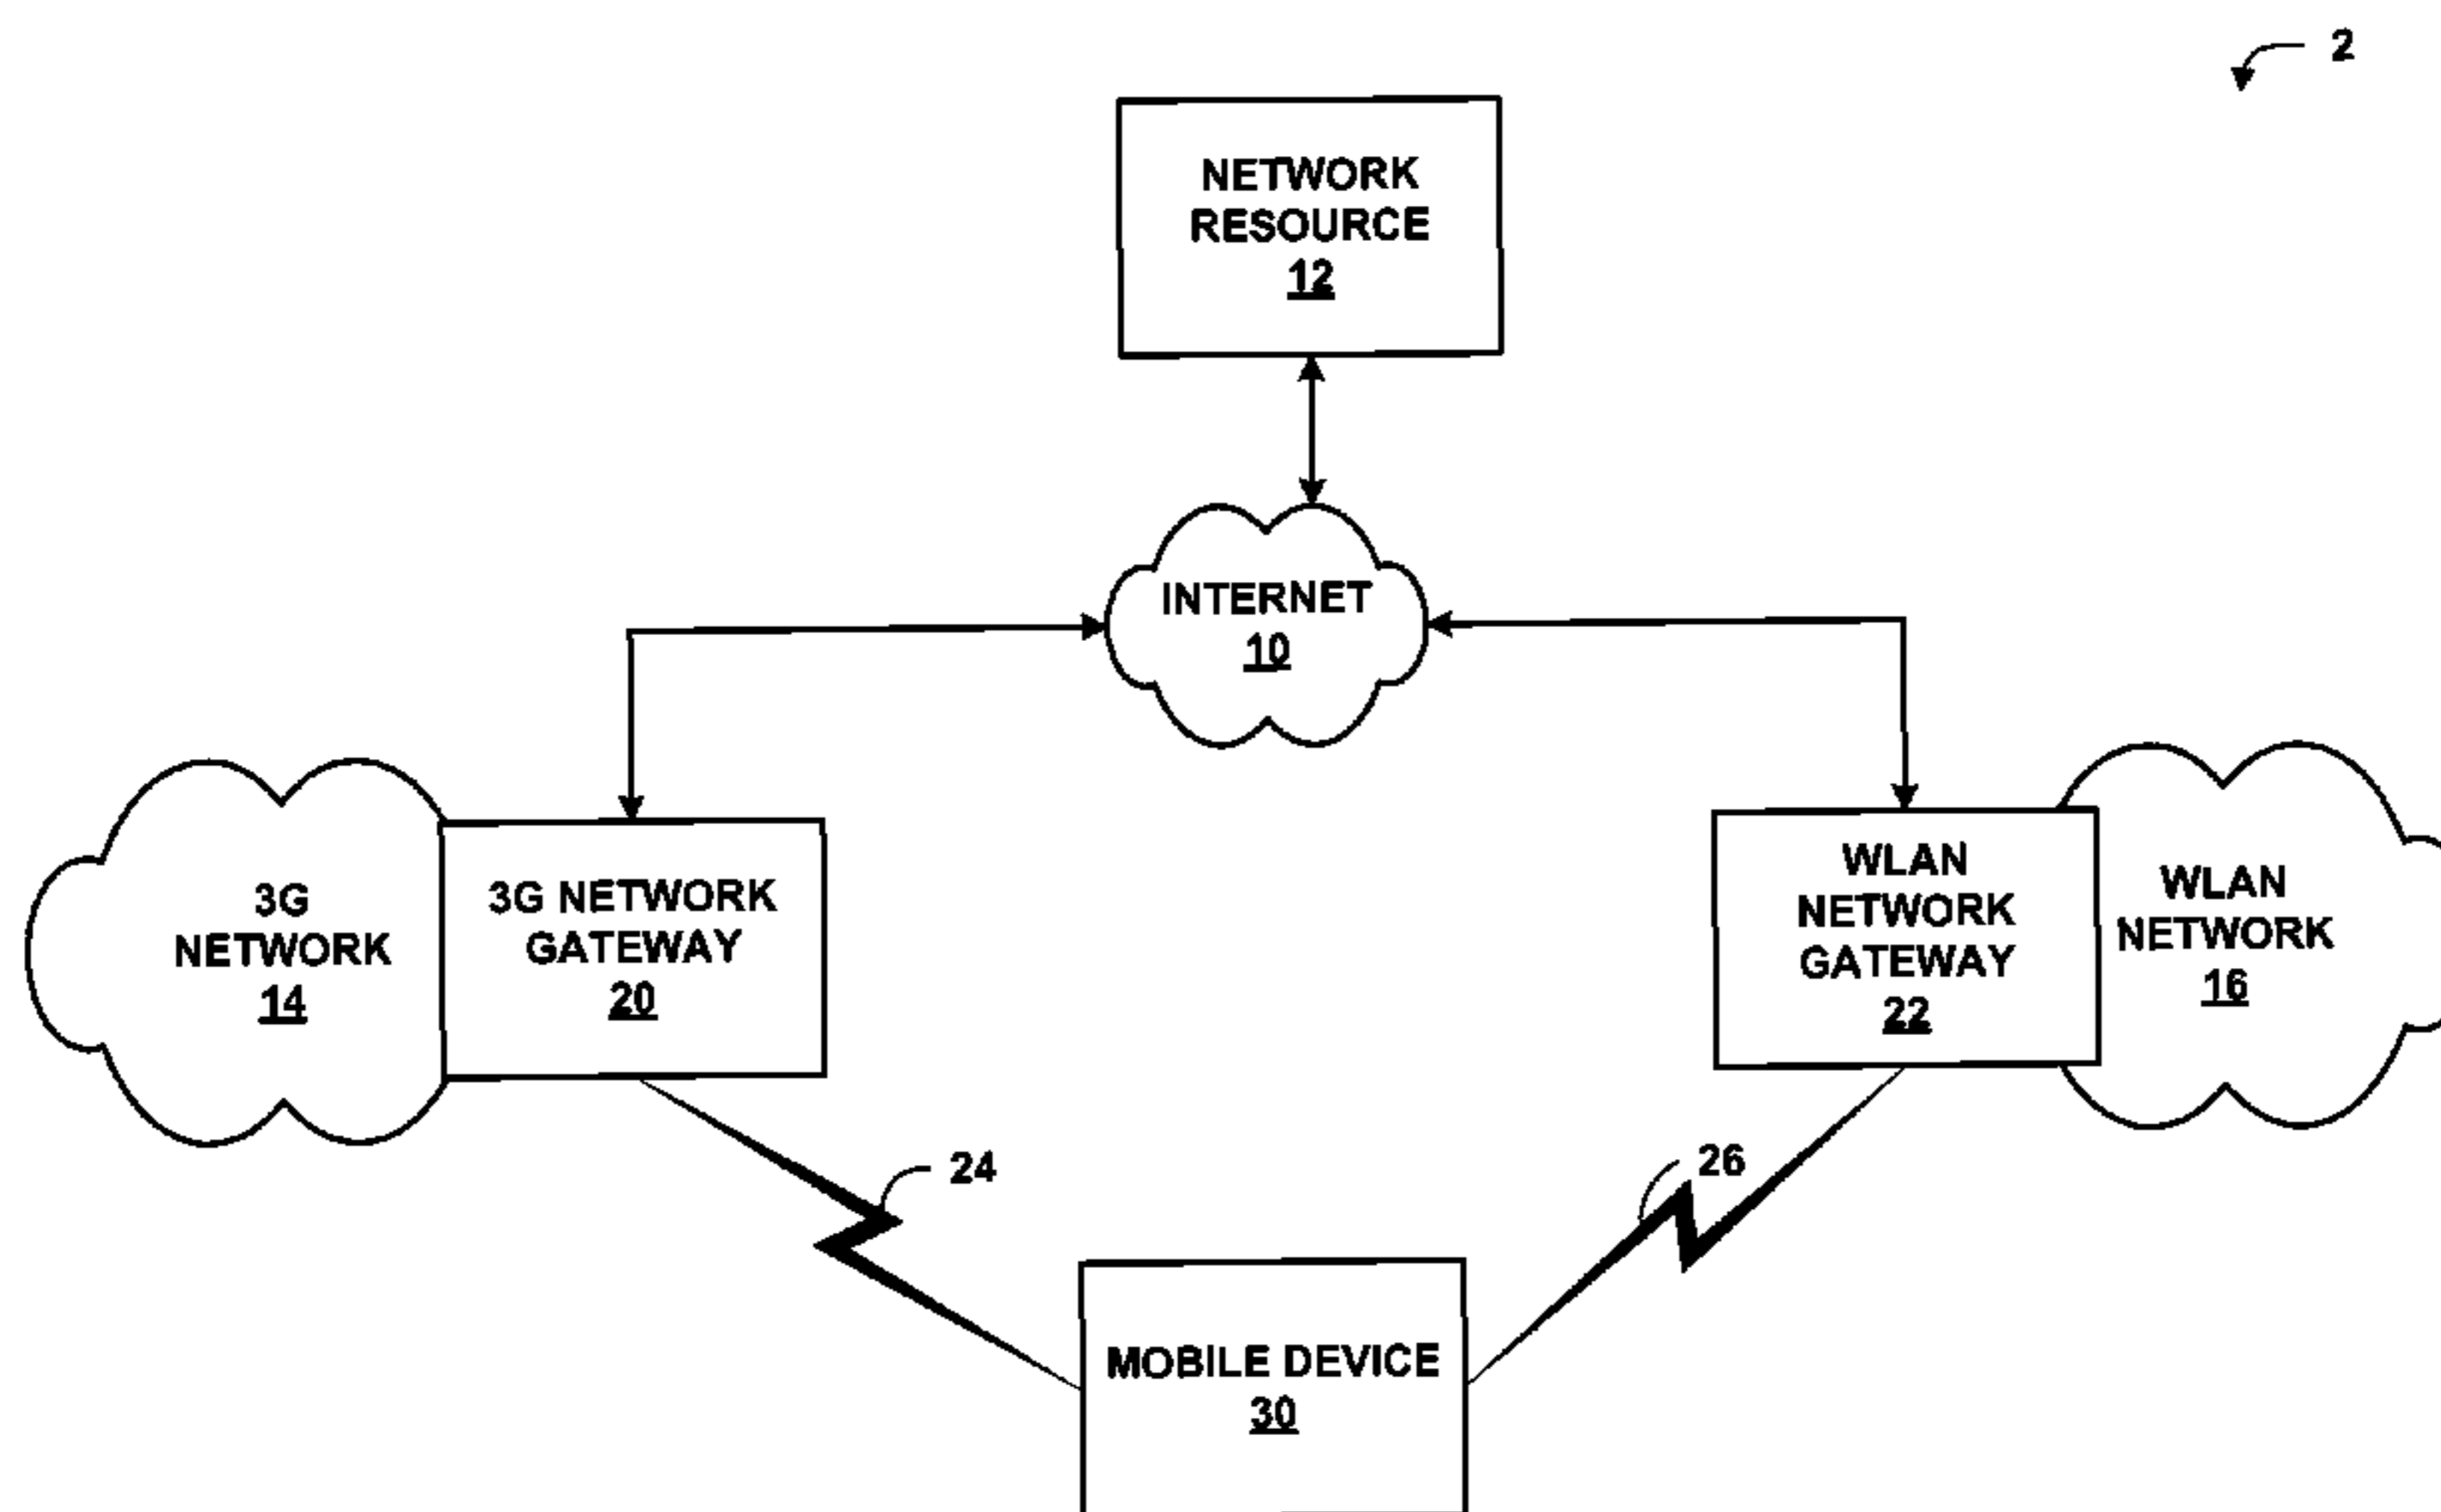 2
NETWORK
RESOURCE
12
INTERNET
10
3G
NETWORK
14
3G NETWORK
GATEWAY
20
WLAN
NETWORK
GATEWAY
22
WLAN
NETWORK
16
24
26
MOBILE DEVICE
30